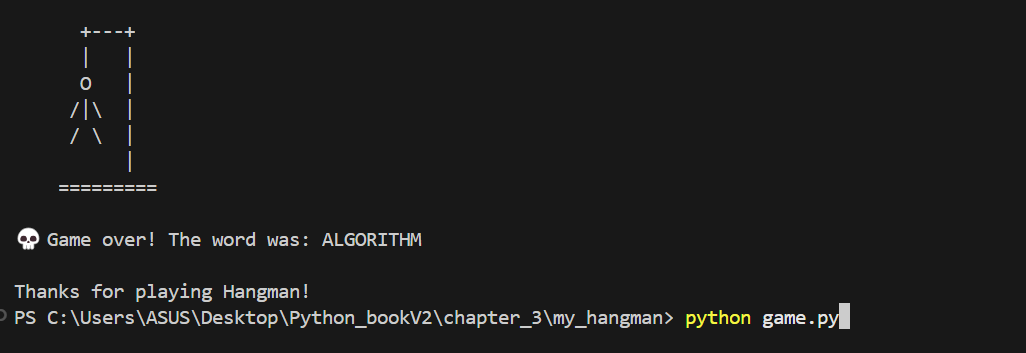 +---+
|   |
O   |
/|\  |
/ \  |
|
=========
💀 Game over! The word was: ALGORITHM
Thanks for playing Hangman!
PS C:\Users\ASUS\Desktop\Python_bookV2\chapter_3\my_hangman> python game.py